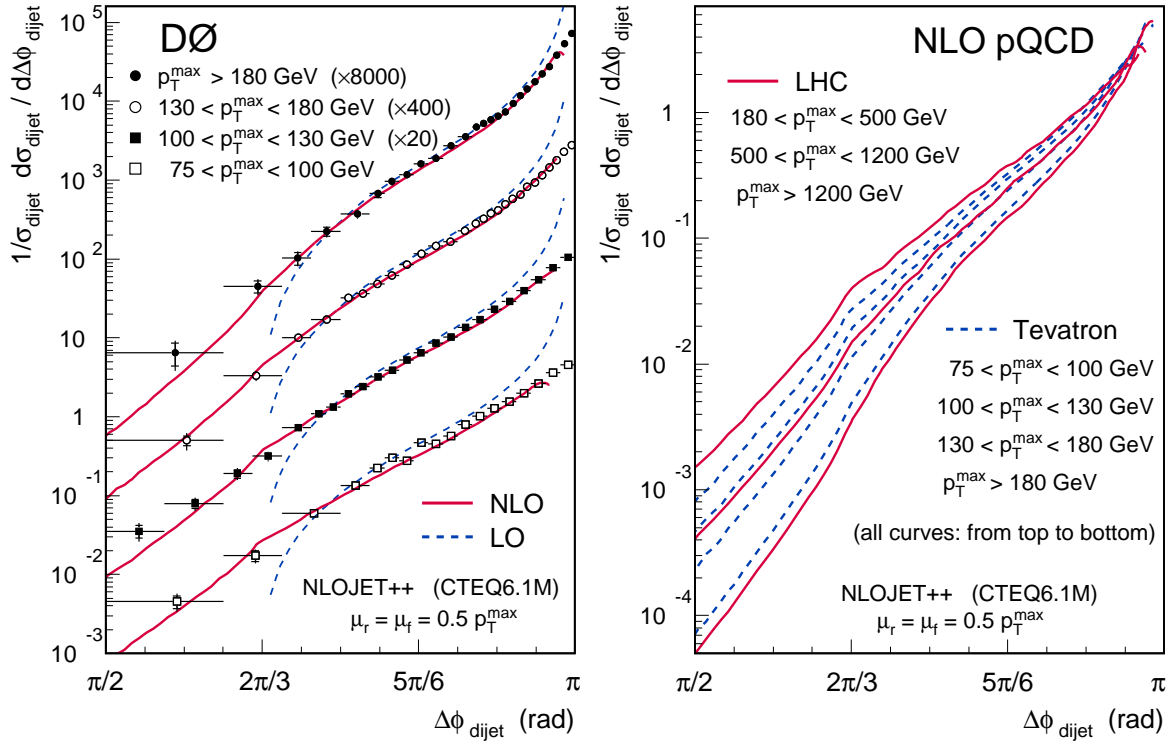 1/σ_dijet dσ_dijet / dΔϕ_dijet
10^5
10^4
10^3
10^2
10
1
10^-1
10^-2
10^-3
DØ
p_T^max > 180 GeV (×8000)
130 < p_T^max < 180 GeV (×400)
100 < p_T^max < 130 GeV (×20)
75 < p_T^max < 100 GeV
NLO
LO
NLOJET++ (CTEQ6.1M)
μ_r = μ_f = 0.5 p_T^max
π/2 2π/3 5π/6 π
Δϕ_dijet (rad)
1/σ_dijet dσ_dijet / dΔϕ_dijet
1
10^-1
10^-2
10^-3
10^-4
NLO pQCD
LHC
180 < p_T^max < 500 GeV
500 < p_T^max < 1200 GeV
p_T^max > 1200 GeV
Tevatron
75 < p_T^max < 100 GeV
100 < p_T^max < 130 GeV
130 < p_T^max < 180 GeV
p_T^max > 180 GeV
(all curves: from top to bottom)
NLOJET++ (CTEQ6.1M)
μ_r = μ_f = 0.5 p_T^max
π/2 2π/3 5π/6 π
Δϕ_dijet (rad)